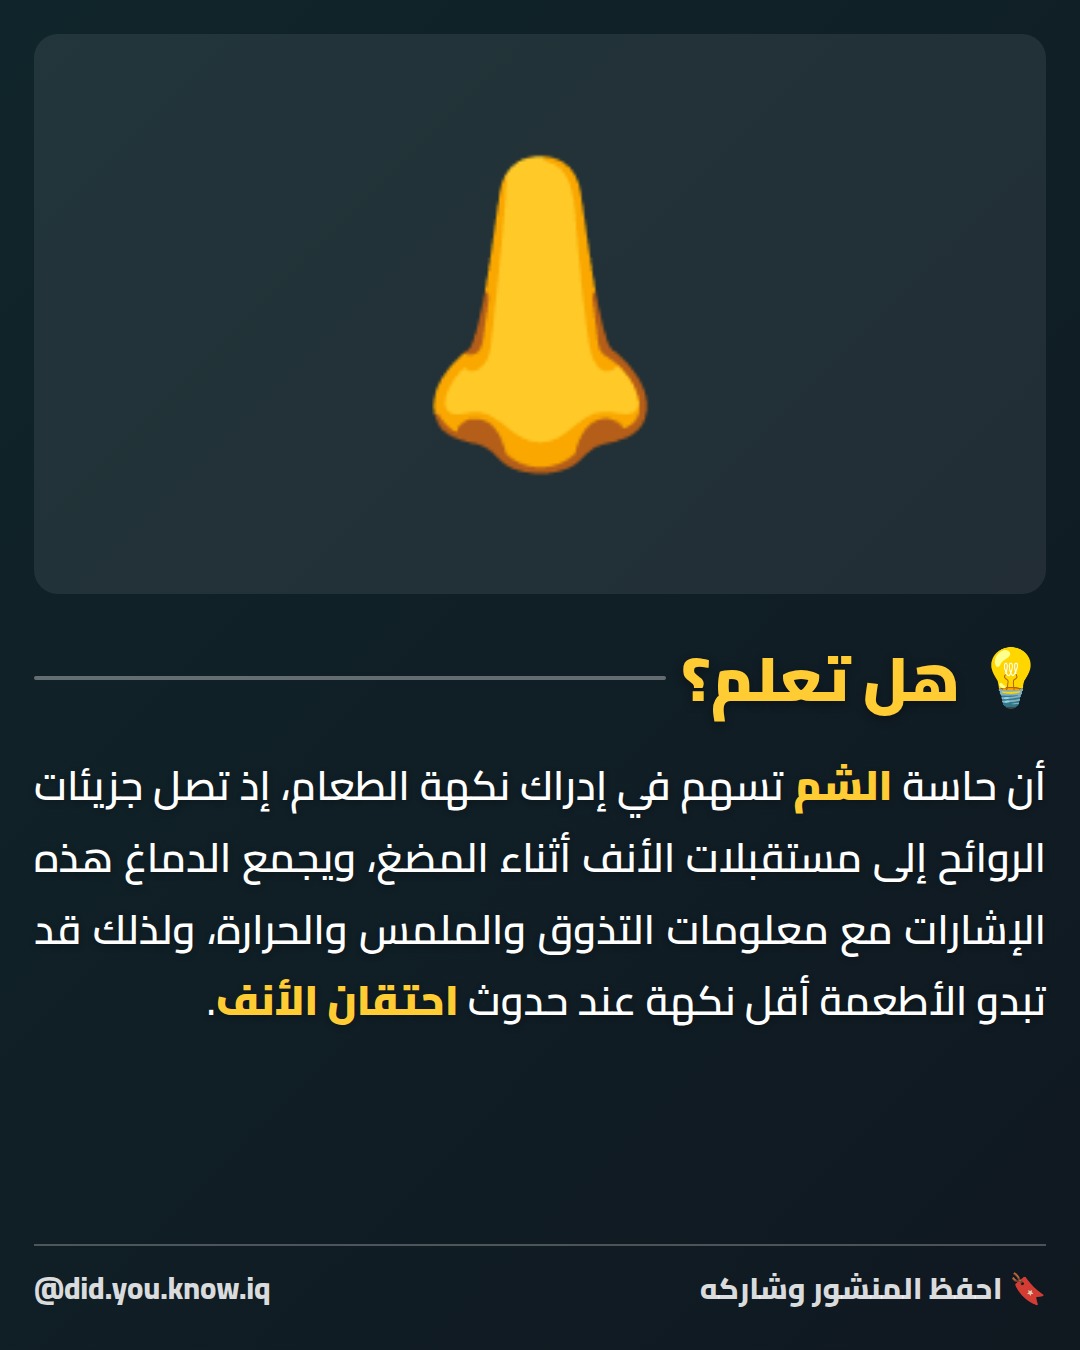 💡 هل تعلم؟
أن حاسة الشم تسهم في إدراك نكهة الطعام، إذ تصل جزيئات
الروائح إلى مستقبلات الأنف أثناء المضغ، ويجمع الدماغ هذه
الإشارات مع معلومات التذوق والملمس والحرارة، ولذلك قد
تبدو الأطعمة أقل نكهة عند حدوث احتقان الأنف.
🔖 احفظ المنشور وشاركه
@did.you.know.iq